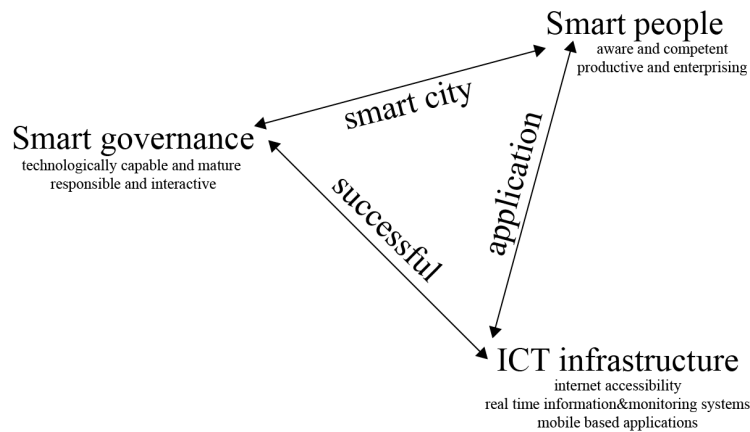 Smart people
aware and competent
productive and enterprising
smart city
Smart governance
technologically capable and mature
responsible and interactive
application
successful
ICT infrastructure
internet accessibility
real time information&monitoring systems
mobile based applications